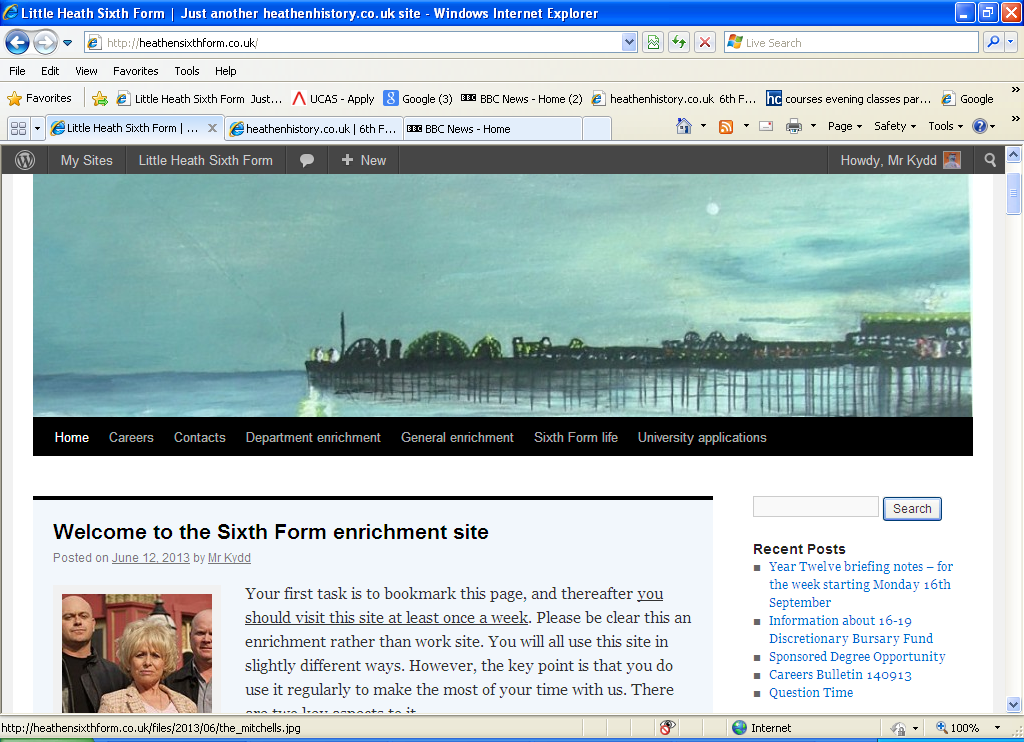 Little Heath Sixth Form | Just another heathenhistory.co.uk site - Windows Internet Explorer
http://heathensixthform.co.uk/
Live Search
File Edit View Favorites Tools Help
Favorites Little Heath Sixth Form Just... UCAS - Apply Google (3) BBC News - Home (2) heathenhistory.co.uk 6th F... courses evening classes par... Google
Little Heath Sixth Form | ... heathenhistory.co.uk | 6th F... BBC News - Home Page Safety Tools
My Sites Little Heath Sixth Form + New Howdy, Mr Kydd
Home Careers Contacts Department enrichment General enrichment Sixth Form life University applications
Welcome to the Sixth Form enrichment site
Posted on June 12, 2013 by Mr Kydd
Your first task is to bookmark this page, and thereafter you
should visit this site at least once a week. Please be clear this an
enrichment rather than work site. You will all use this site in
slightly different ways. However, the key point is that you do
use it regularly to make the most of your time with us. There
are two key aspects to it
Search
Recent Posts
Year Twelve briefing notes – for
the week starting Monday 16th
September
Information about 16-19
Discretionary Bursary Fund
Sponsored Degree Opportunity
Careers Bulletin 140913
Question Time
http://heathensixthform.co.uk/files/2013/06/the_mitchells.jpg Internet 100%